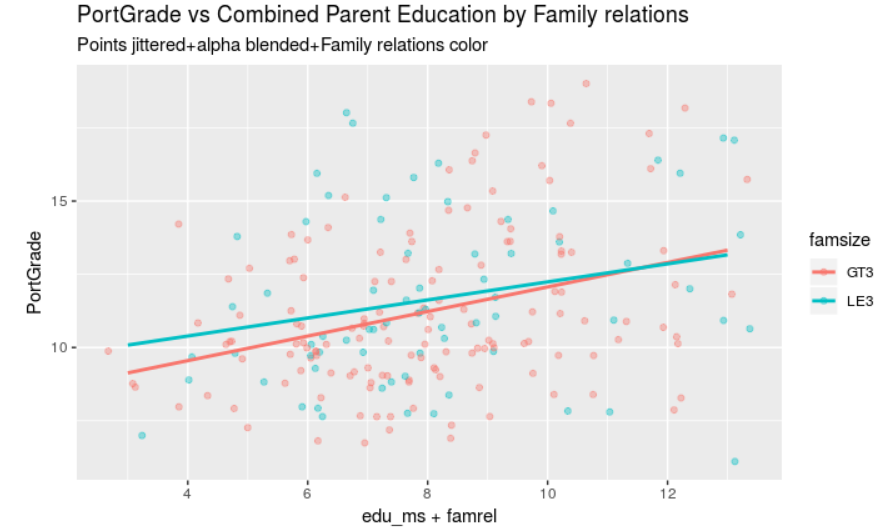 PortGrade vs Combined Parent Education by Family relations
Points jittered+alpha blended+Family relations color
PortGrade
15
10
4 6 8 10 12
edu_ms + famrel
famsize
GT3
LE3